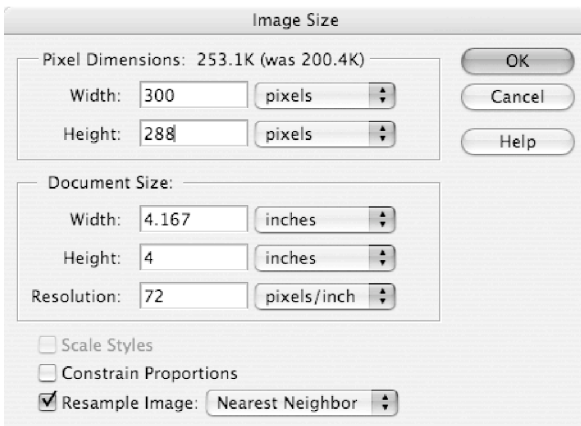 Image Size
Pixel Dimensions: 253.1K (was 200.4K)
Width: 300 pixels
Height: 288 pixels
OK
Cancel
Help
Document Size:
Width: 4.167 inches
Height: 4 inches
Resolution: 72 pixels/inch
Scale Styles
Constrain Proportions
Resample Image: Nearest Neighbor